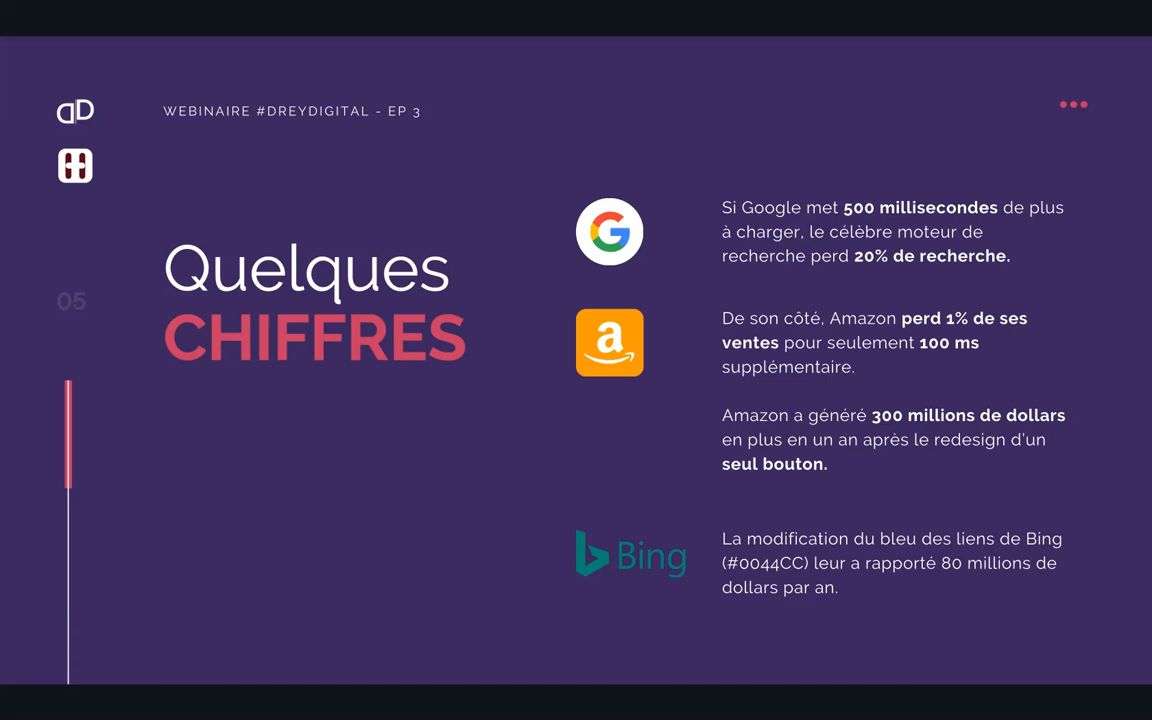 WEBINAIRE #DREYDIGITAL - EP 3
05
Quelques
CHIFFRES
Si Google met 500 millisecondes de plus
à charger, le célèbre moteur de
recherche perd 20% de recherche.
De son côté, Amazon perd 1% de ses
ventes pour seulement 100 ms
supplémentaire.
Amazon a généré 300 millions de dollars
en plus en un an après le redesign d'un
seul bouton.
Bing
La modification du bleu des liens de Bing
(#0044CC) leur a rapporté 80 millions de
dollars par an.